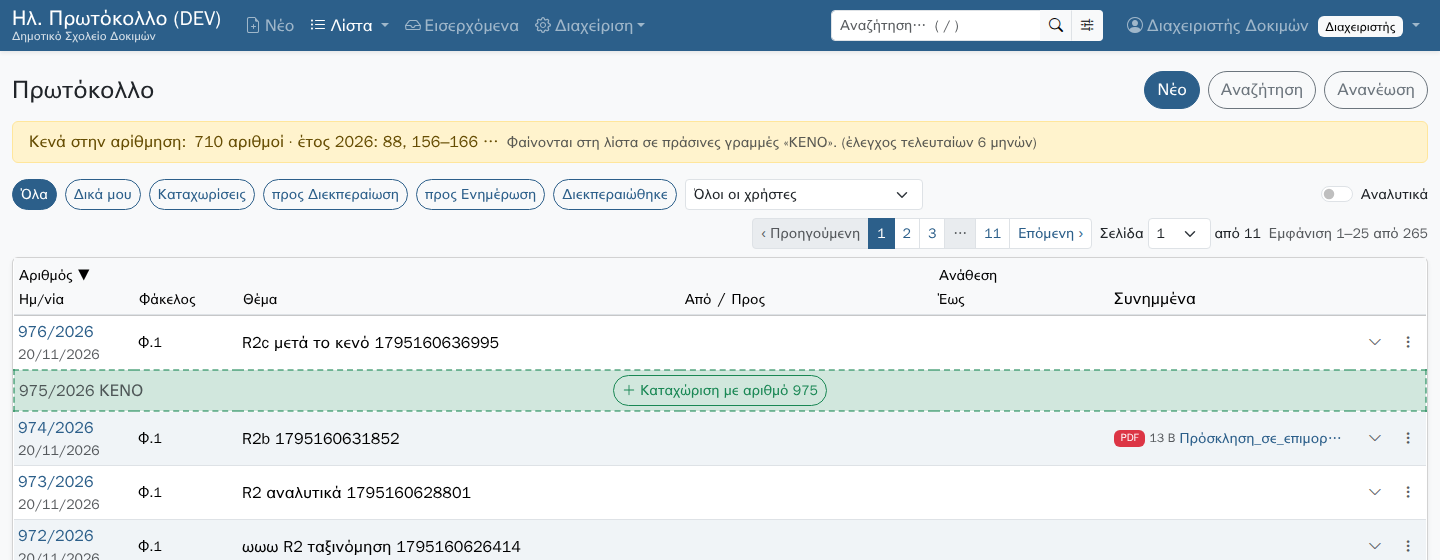 Ηλ. Πρωτόκολλο (DEV)
Δημοτικό Σχολείο Δοκιμών
Νέο
Λίστα
Εισερχόμενα
Διαχείριση
Αναζήτηση… ( / )
Διαχειριστής Δοκιμών
Διαχειριστής
Πρωτόκολλο
Νέο
Αναζήτηση
Ανανέωση
Κενά στην αρίθμηση: 710 αριθμοί · έτος 2026: 88, 156–166 … Φαίνονται στη λίστα σε πράσινες γραμμές «ΚΕΝΟ». (έλεγχος τελευταίων 6 μηνών)
Όλα
Δικά μου
Καταχωρίσεις
προς Διεκπεραίωση
προς Ενημέρωση
Διεκπεραιώθηκε
Όλοι οι χρήστες
Αναλυτικά
‹ Προηγούμενη 1 2 3 … 11 Επόμενη › Σελίδα 1 από 11 Εμφάνιση 1–25 από 265
Αριθμός ▼ Ανάθεση
Ημ/νία Φάκελος Θέμα Από / Προς Έως Συνημμένα
976/2026
20/11/2026
Φ.1
R2c μετά το κενό 1795160636995
975/2026 ΚΕΝΟ
+ Καταχώριση με αριθμό 975
974/2026
20/11/2026
Φ.1
R2b 1795160631852
PDF 13 B Πρόσκληση_σε_επιμορ…
973/2026
20/11/2026
Φ.1
R2 αναλυτικά 1795160628801
972/2026
20/11/2026
Φ.1
ωωω R2 ταξινόμηση 1795160626414